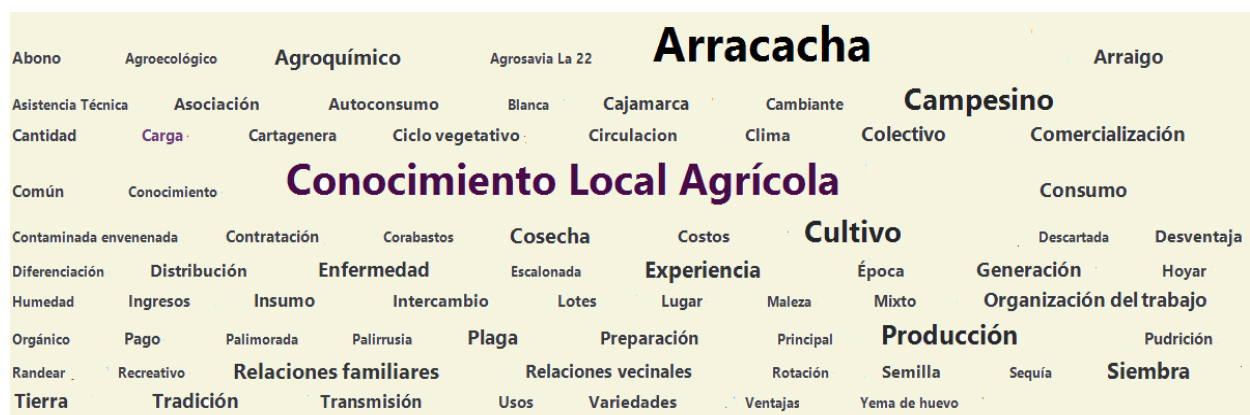 Abono Agroecológico Agroquímico Agrosavia La 22 Arracacha Arraigo
Asistencia Técnica Asociación Autoconsumo Blanca Cajamarca Cambiante Campesino
Cantidad Carga Cartagenera Ciclo vegetativo Circulacion Clima Colectivo Comercialización
Común Conocimiento Conocimiento Local Agrícola Consumo
Contaminada envenenada Contratación Corabastos Cosecha Costos Cultivo Descartada Desventaja
Diferenciación Distribución Enfermedad Escalonada Experiencia Época Generación Hoyar
Humedad Ingresos Insumo Intercambio Lotes Lugar Maleza Mixto Organización del trabajo
Orgánico Pago Palimorada Palirrusia Plaga Preparación Principal Producción Pudrición
Randear Recreativo Relaciones familiares Relaciones vecinales Rotación Semilla Sequía Siembra
Tierra Tradición Transmisión Usos Variedades Ventajas Yema de huevo